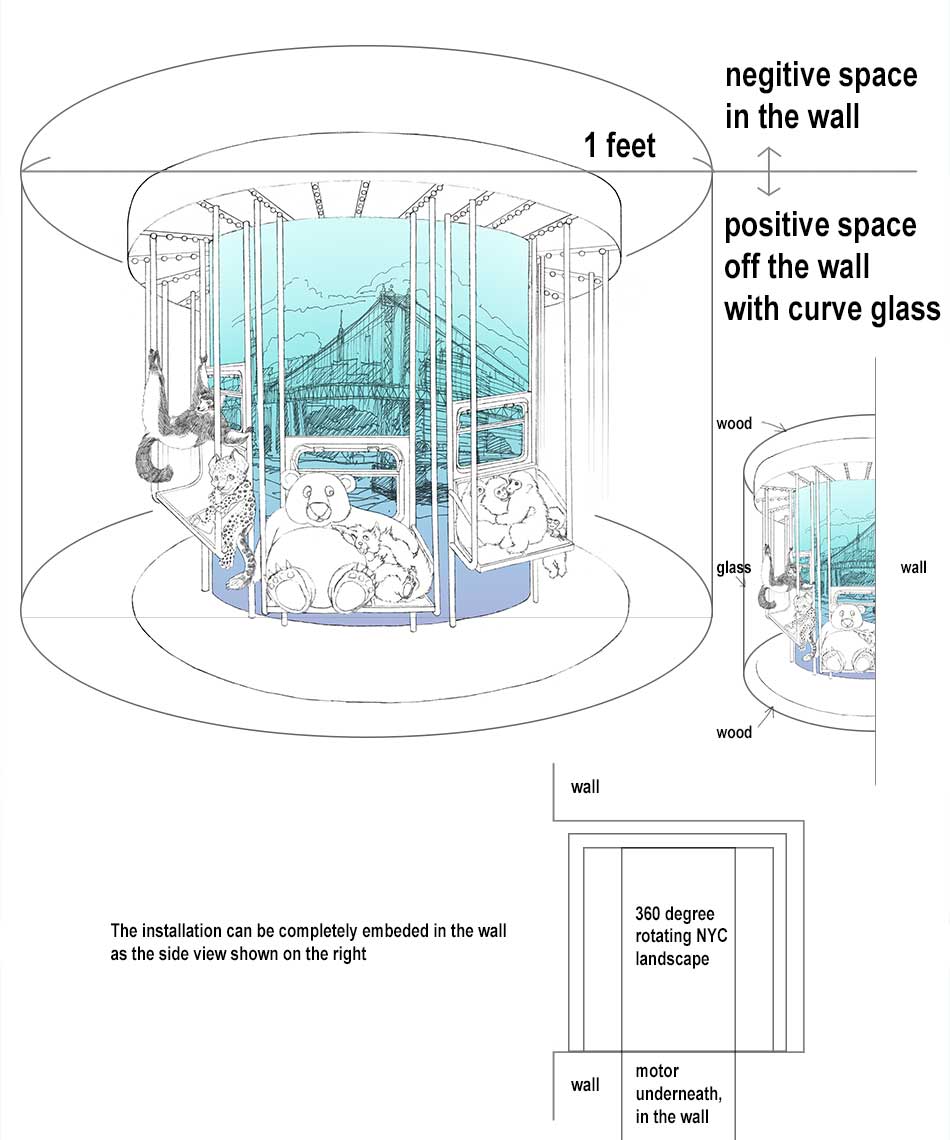 negitive space
in the wall
1 feet
positive space
off the wall
with curve glass
wood
glass
wall
wood
wall
The installation can be completely embeded in the wall
as the side view shown on the right
360 degree
rotating NYC
landscape
wall
motor
underneath,
in the wall